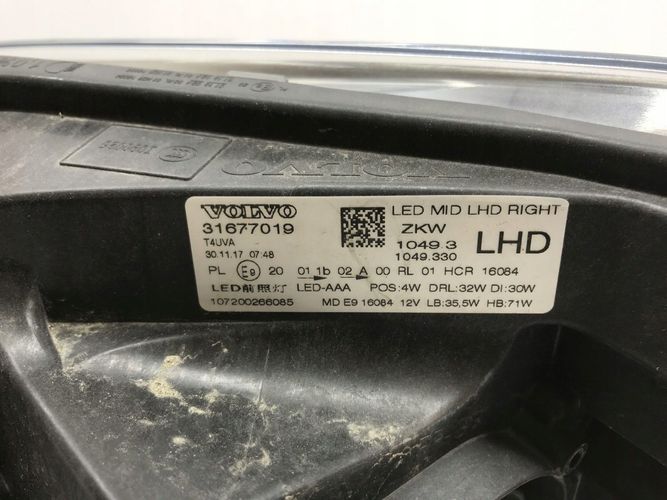 VOLVO
LED MID LHD RIGHT
31677019
ZKW
T4UVA
1049 3
LHD
30.11.17 07:48
1049.330
PL E9 20 01 1b 02 A 00 RL 01 HCR 16084
LED前照灯 LED-AAA POS:4W DRL:32W DI:30W
107200266085 MD E9 16084 12V LB:35,5W HB:71W
VOLVO